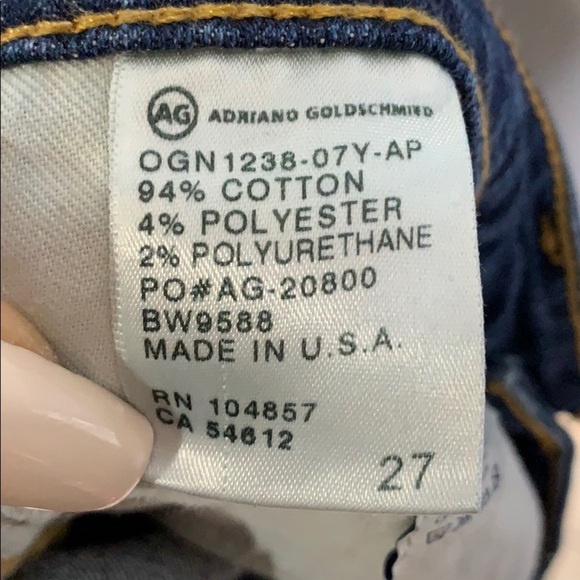 AG ADRIANO GOLDSCHMIED
OGN1238-07Y-AP
94% COTTON
4% POLYESTER
2% POLYURETHANE
PO#AG-20800
BW9588
MADE IN U.S.A.
RN 104857
CA 54612
27